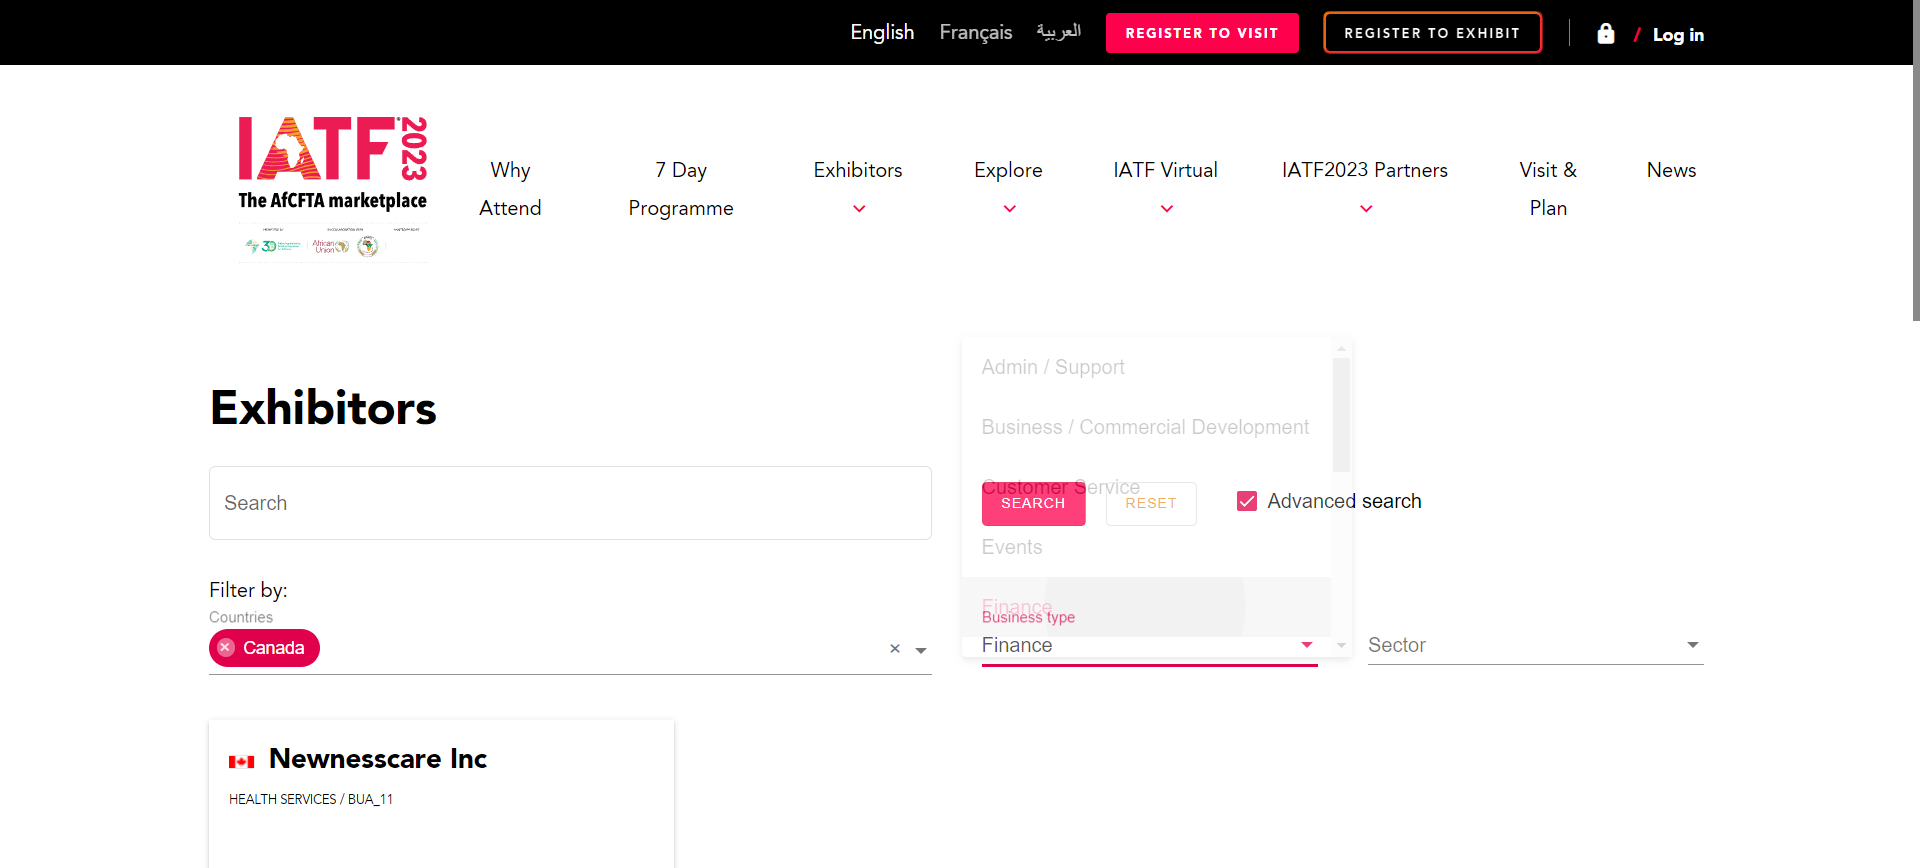 English
Français
العربية
REGISTER TO VISIT
REGISTER TO EXHIBIT
/ Log in
IATF 2023
The AfCFTA marketplace
African Union
Why Attend
7 Day Programme
Exhibitors
Explore
IATF Virtual
IATF2023 Partners
Visit & Plan
News
Exhibitors
Admin / Support
Business / Commercial Development
Customer Service
Search
SEARCH
RESET
Advanced search
Events
Finance
Filter by:
Countries
Canada
Business type
Finance
Sector
Newnesscare Inc
HEALTH SERVICES / BUA_11